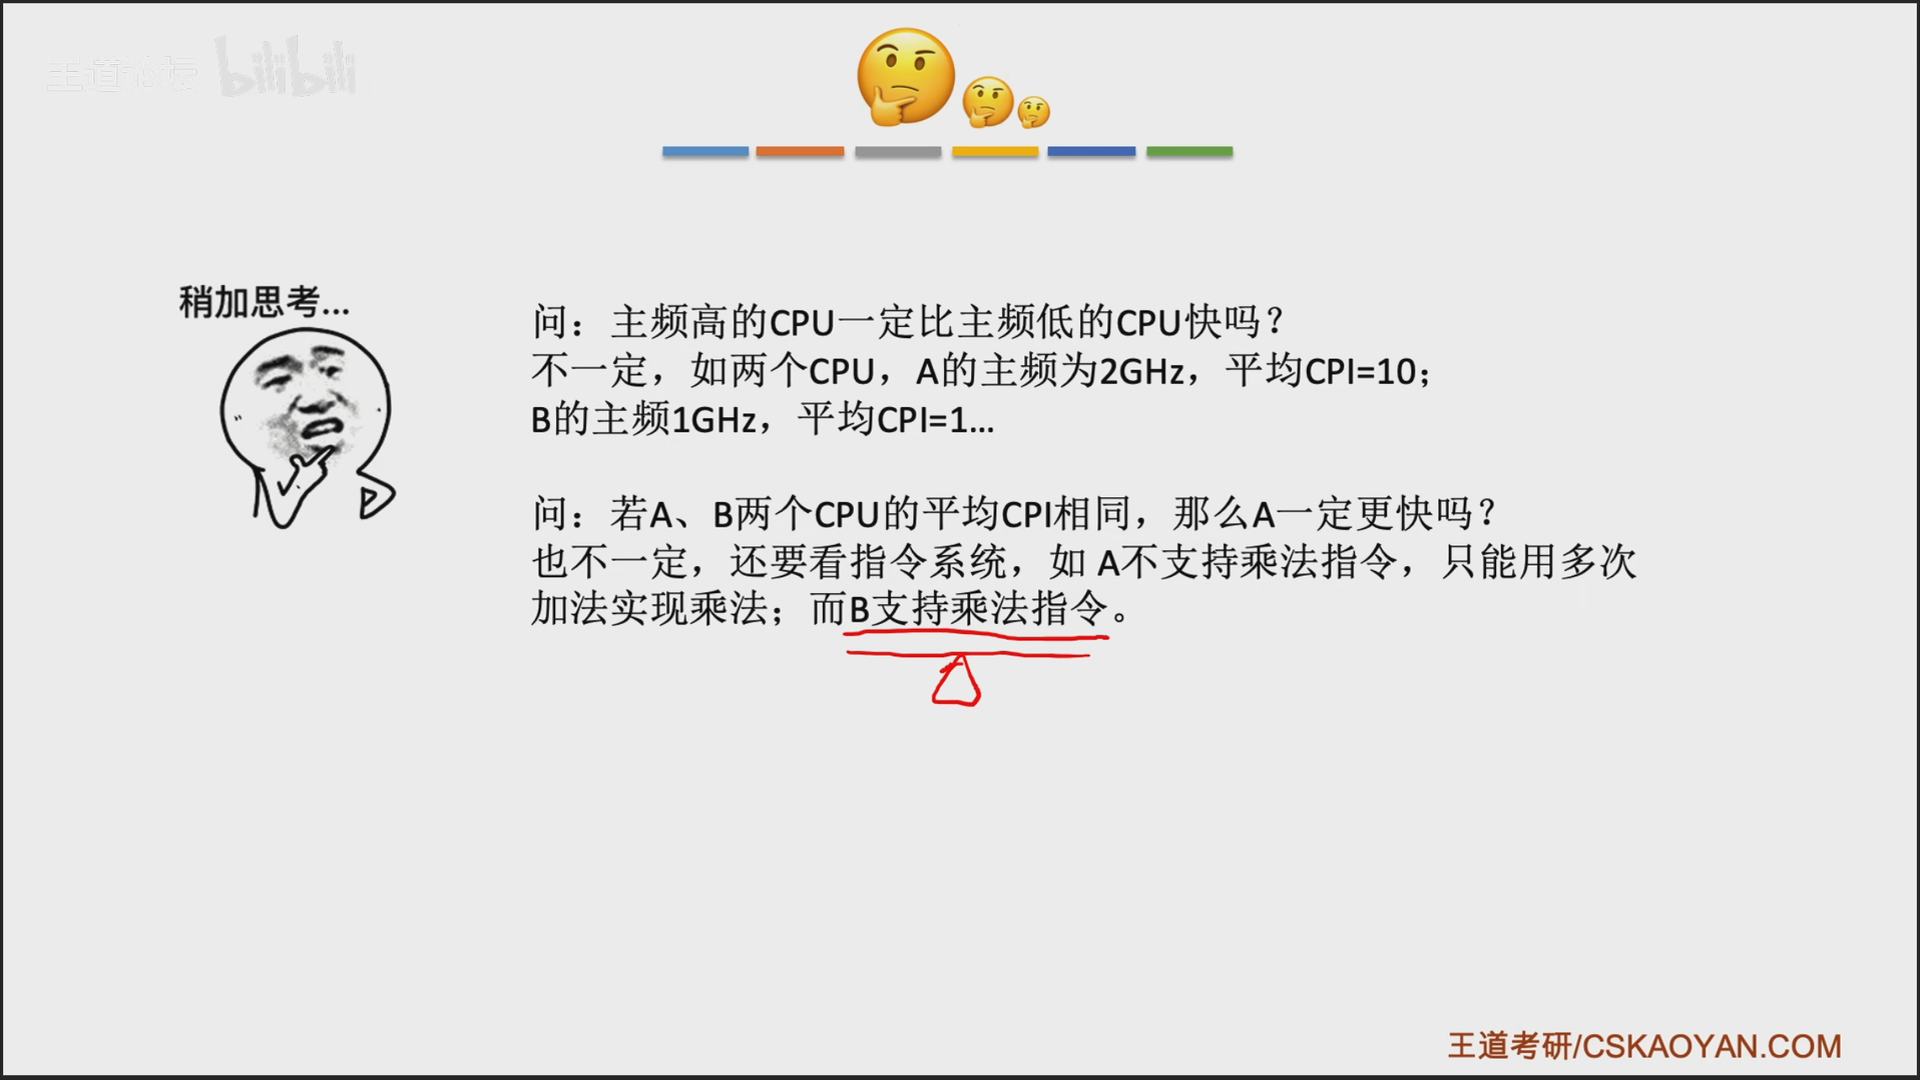 王道论坛 bilibili
稍加思考...
问：主频高的CPU一定比主频低的CPU快吗？
不一定，如两个CPU，A的主频为2GHz，平均CPI=10；
B的主频1GHz，平均CPI=1...
问：若A、B两个CPU的平均CPI相同，那么A一定更快吗？
也不一定，还要看指令系统，如 A不支持乘法指令，只能用多次
加法实现乘法；而B支持乘法指令。
王道考研/CSKAOYAN.COM